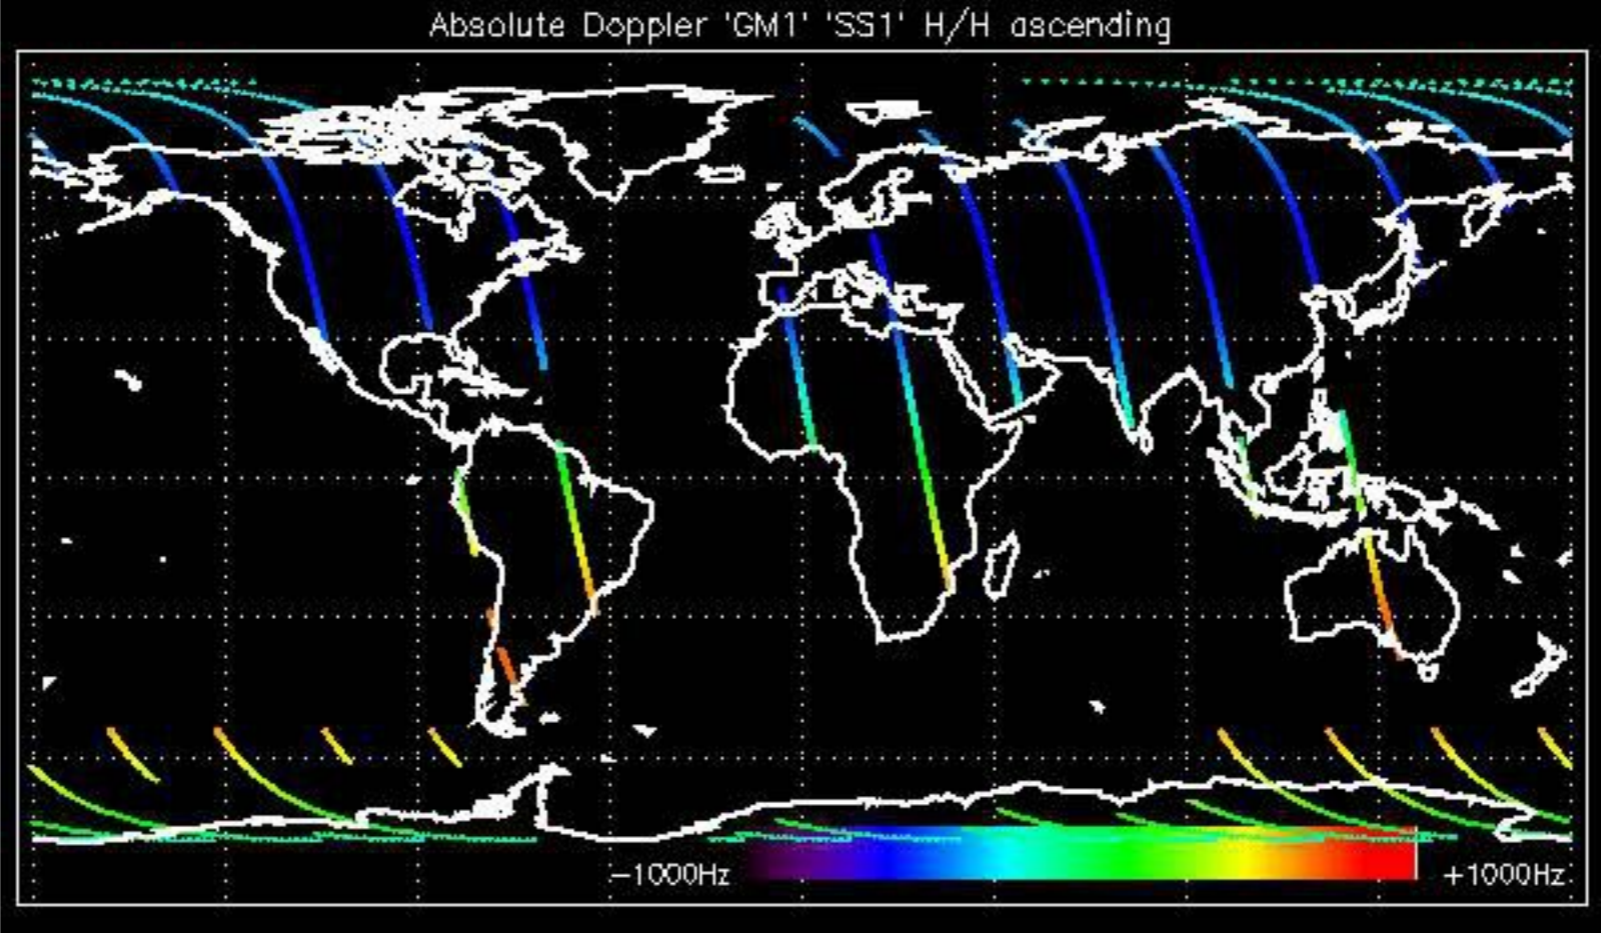 Absolute Doppler 'GM1' 'SS1' H/H ascending
−1000Hz
+1000Hz